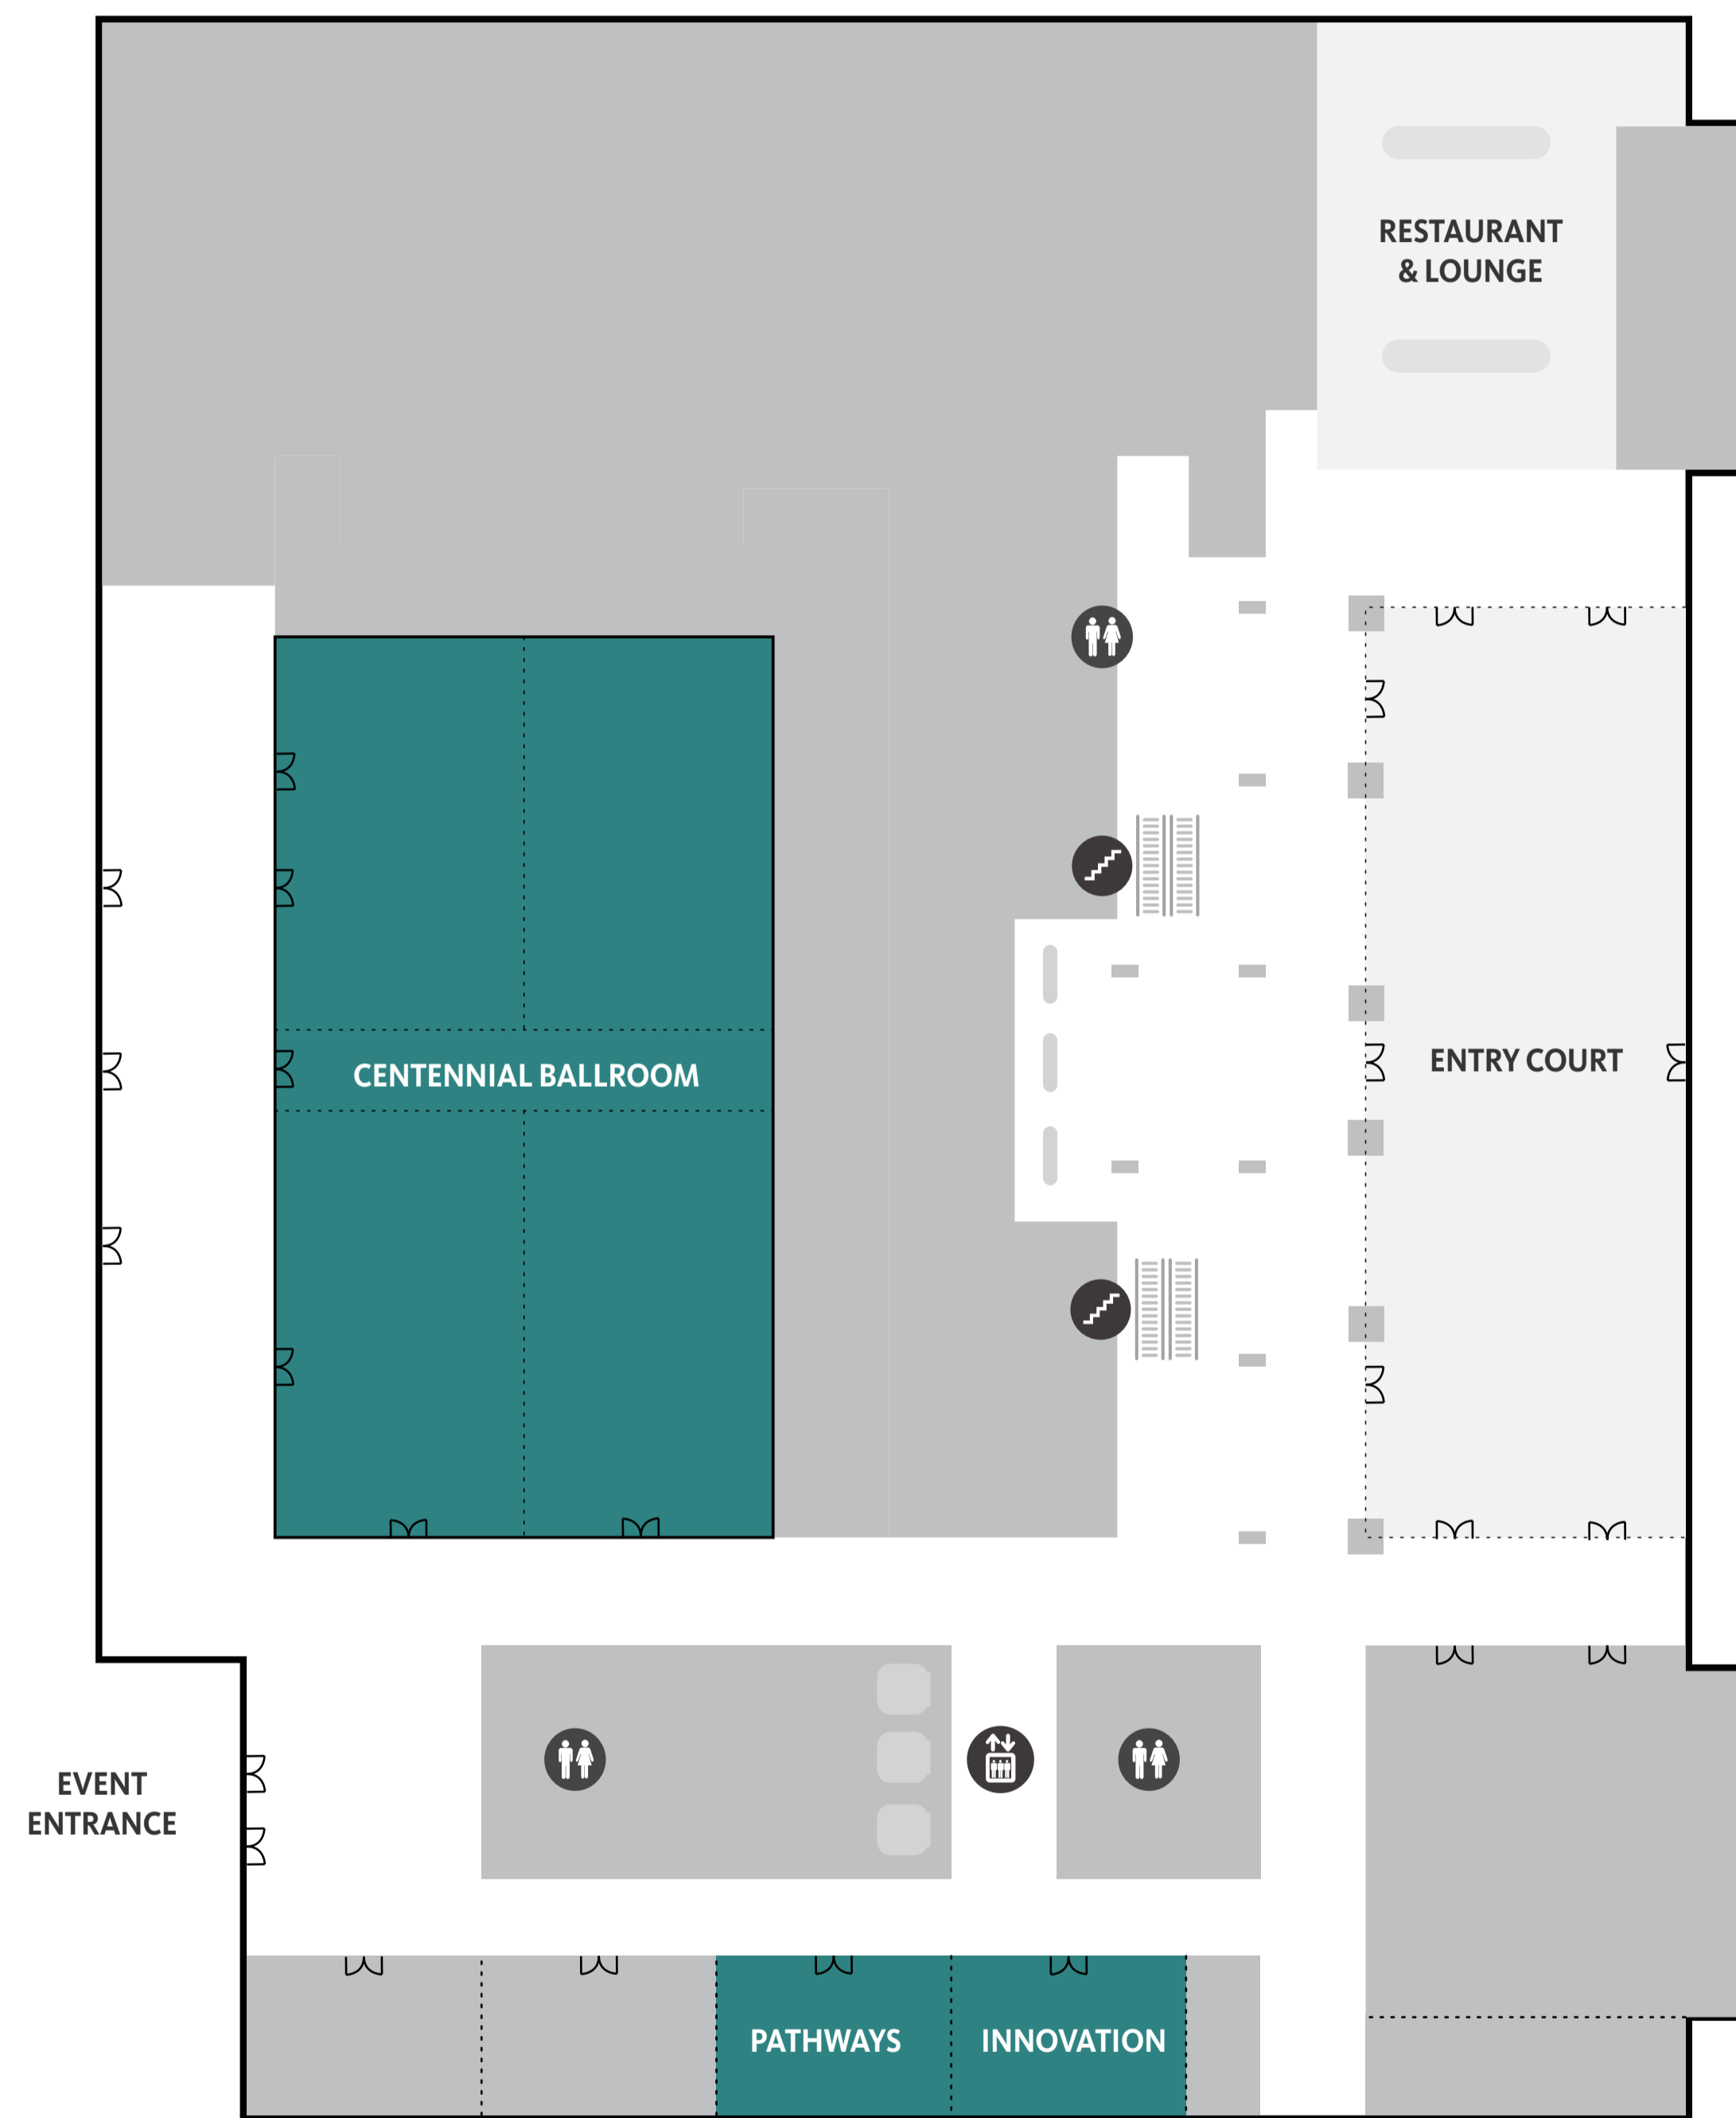 RESTAURANT
& LOUNGE
CENTENNIAL BALLROOM
ENTRY COURT
EVENT
ENTRANCE
PATHWAYS
INNOVATION